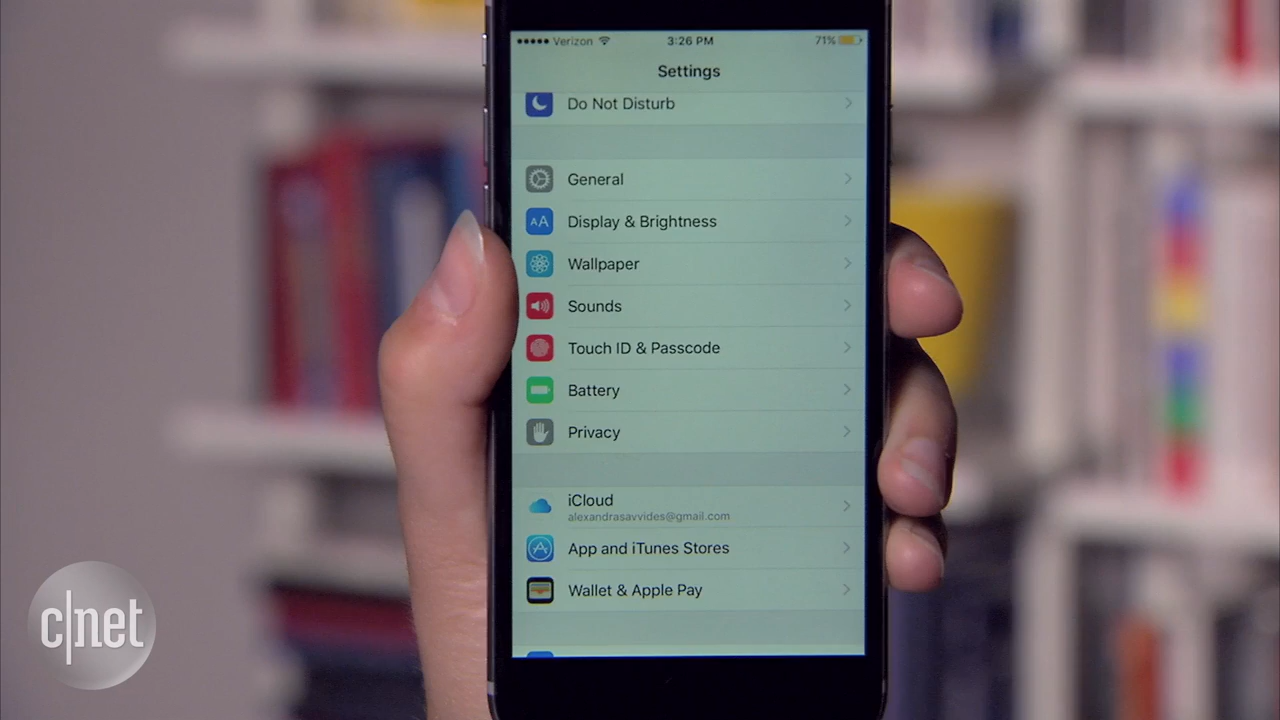 Verizon 3:26 PM 71%
Settings
Do Not Disturb
General
AA Display & Brightness
Wallpaper
Sounds
Touch ID & Passcode
Battery
Privacy
iCloud
alexandrasavvides@gmail.com
App and iTunes Stores
Wallet & Apple Pay
c|net